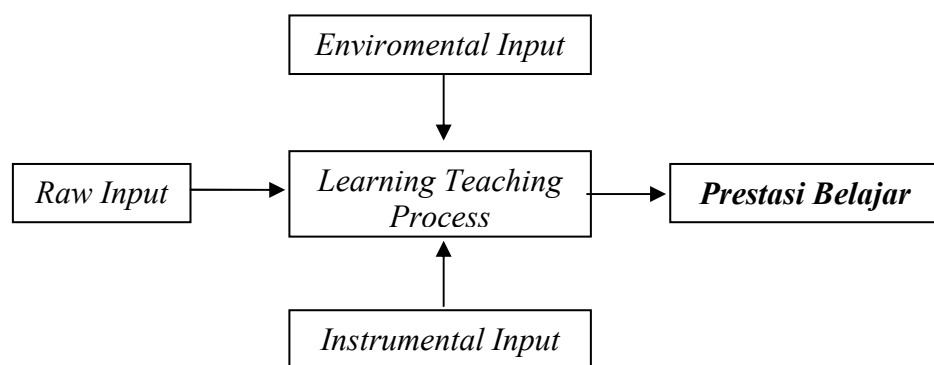 Enviromental Input
Raw Input
Learning Teaching
Process
Prestasi Belajar
Instrumental Input